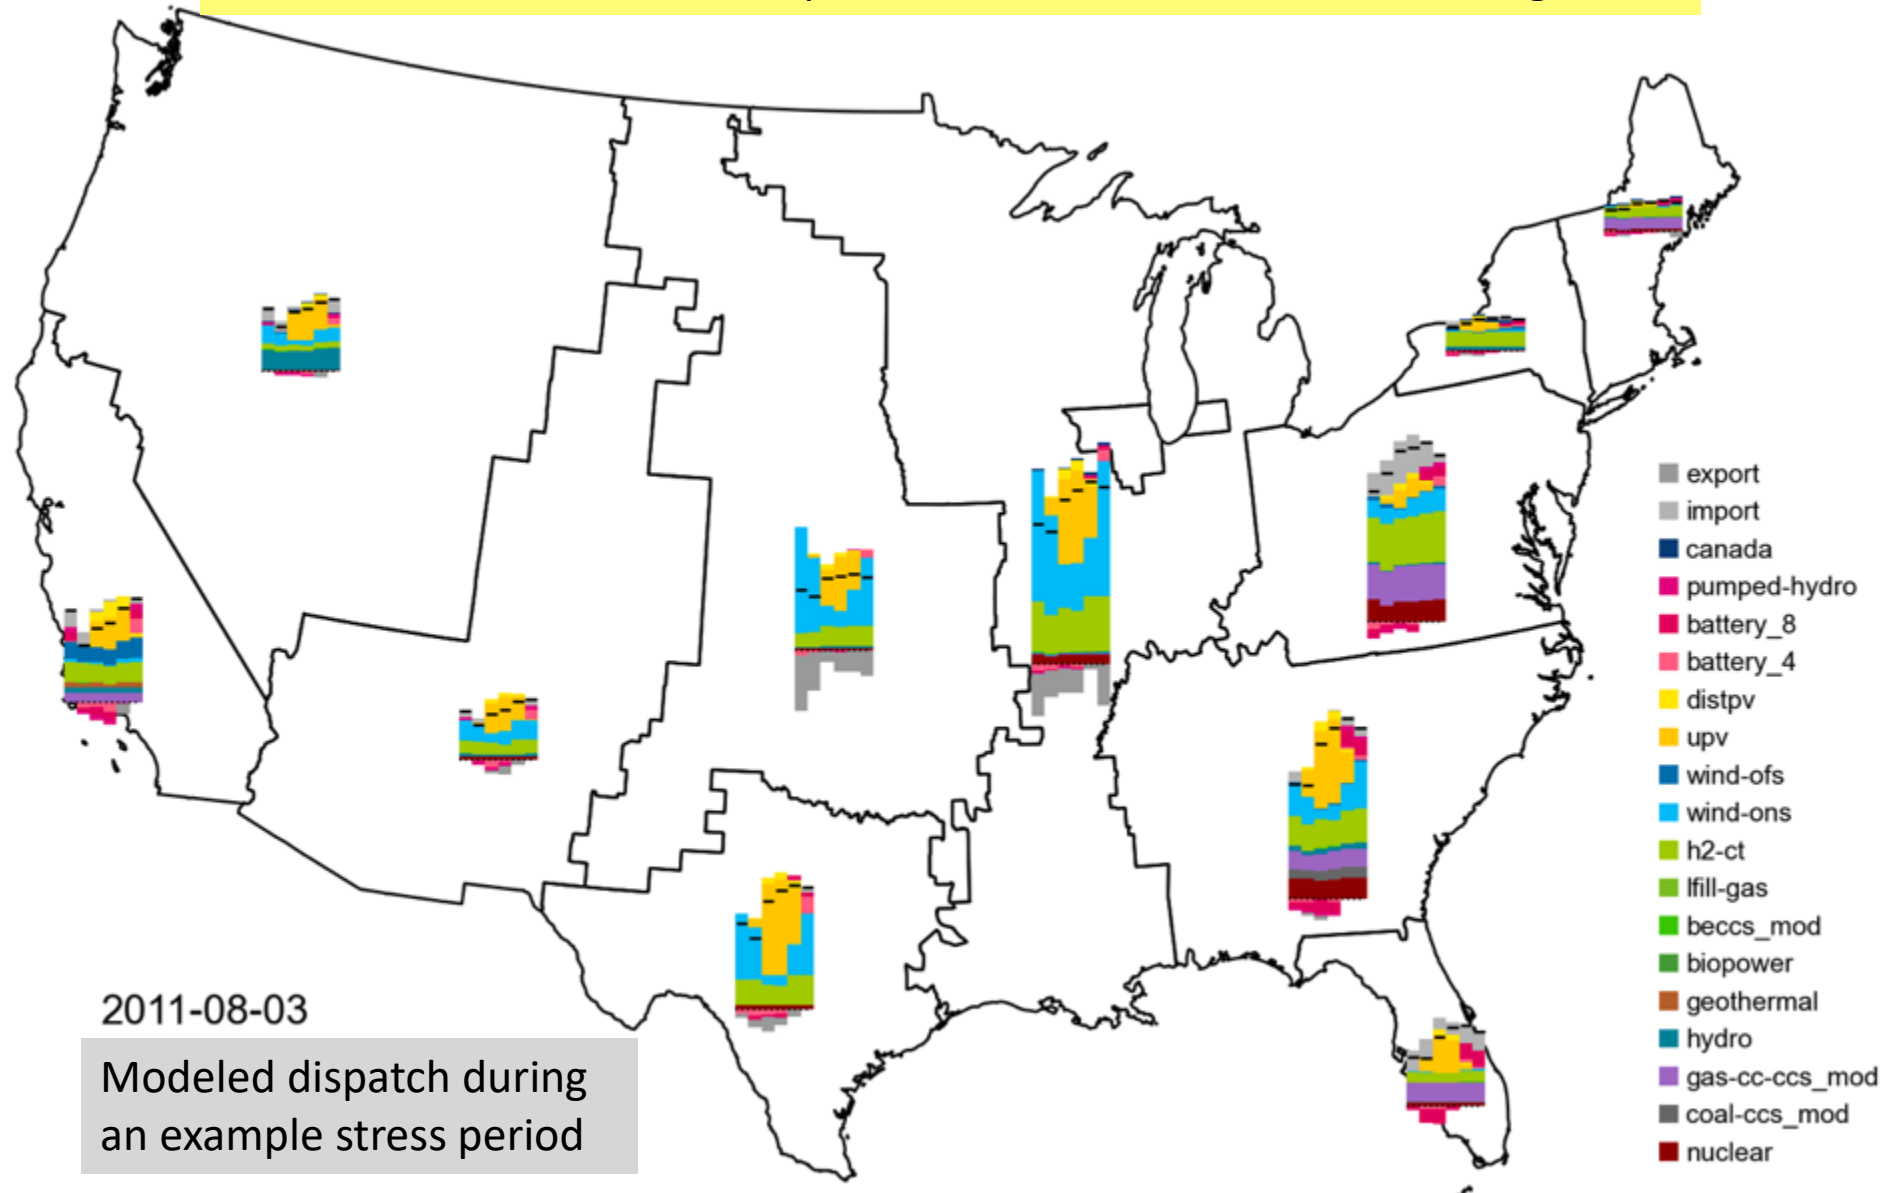 2011-08-03
Modeled dispatch during
an example stress period
export
import
canada
pumped-hydro
battery_8
battery_4
distpv
upv
wind-ofs
wind-ons
h2-ct
lfill-gas
beccs_mod
biopower
geothermal
hydro
gas-cc-ccs_mod
coal-ccs_mod
nuclear